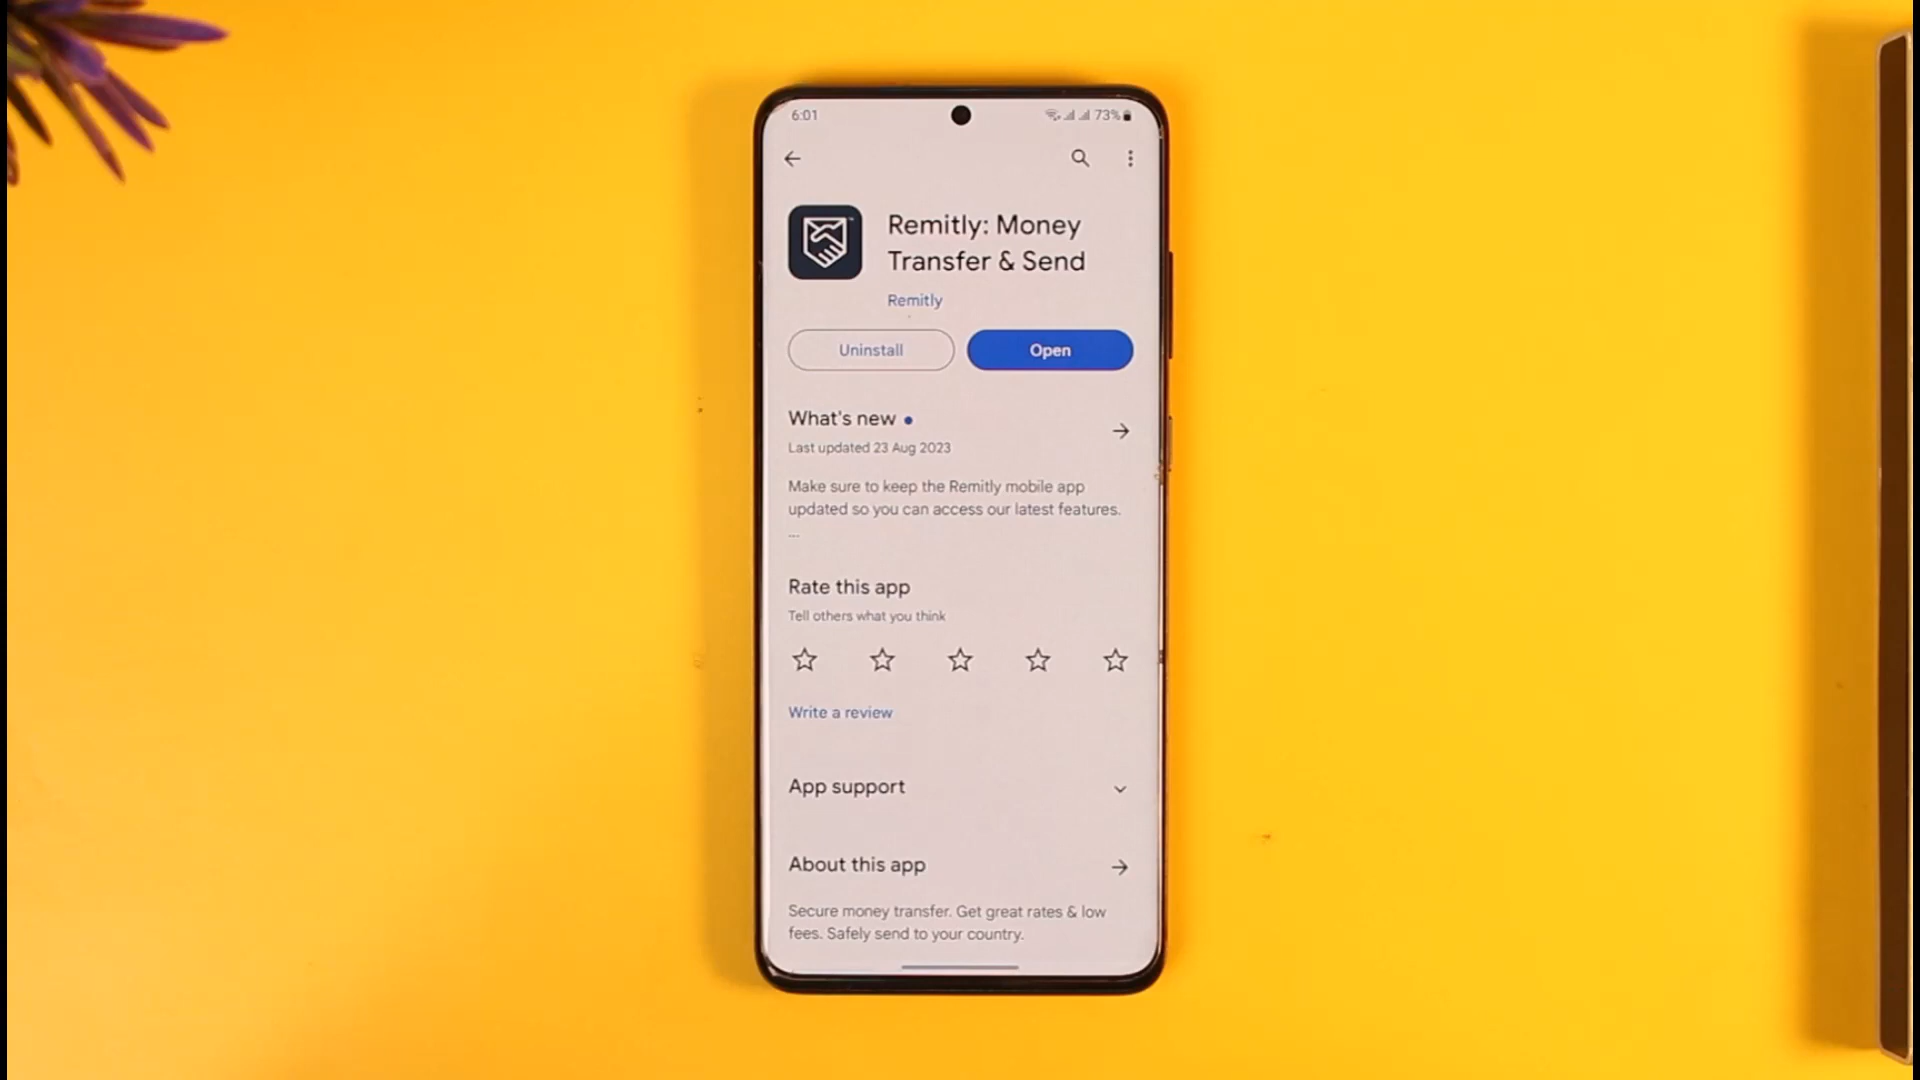 6:01
73%
Remitly: Money
Transfer & Send
Remitly
Uninstall
Open
What's new
Last updated 23 Aug 2023
Make sure to keep the Remitly mobile app
updated so you can access our latest features.
...
Rate this app
Tell others what you think
Write a review
App support
About this app
Secure money transfer. Get great rates & low
fees. Safely send to your country.